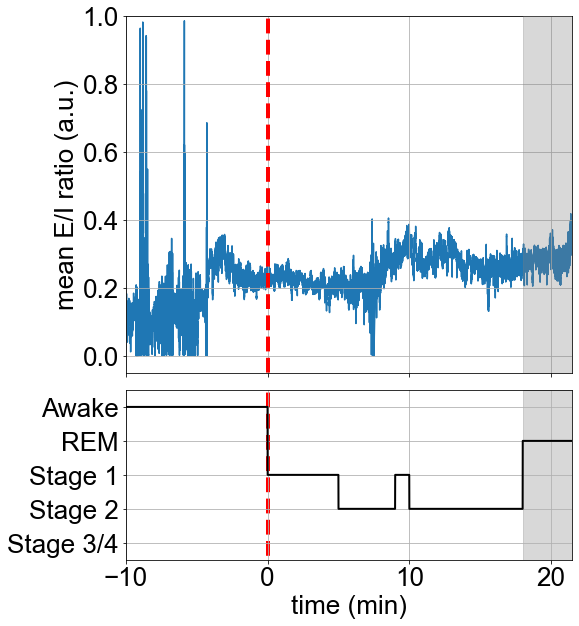 1.0
0.8
0.6
0.4
0.2
0.0
mean E/I ratio (a.u.)
Awake
REM
Stage 1
Stage 2
Stage 3/4
−10 0 10 20
time (min)